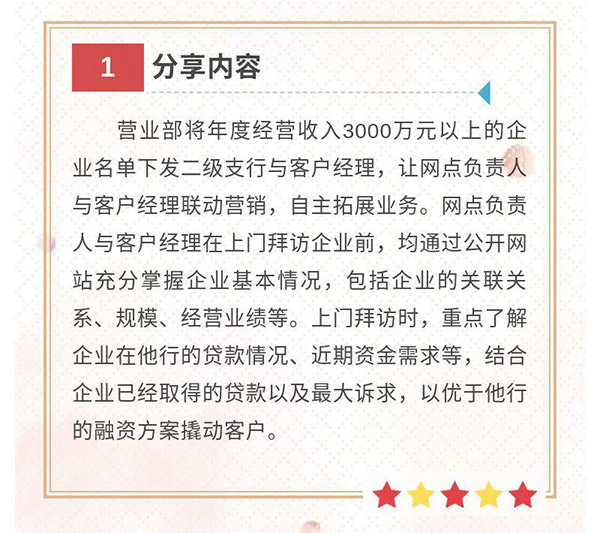 1 分享内容
营业部将年度经营收入3000万元以上的企
业名单下发二级支行与客户经理，让网点负责人
与客户经理联动营销，自主拓展业务。网点负责
人与客户经理在上门拜访企业前，均通过公开网
站充分掌握企业基本情况，包括企业的关联关
系、规模、经营业绩等。上门拜访时，重点了解
企业在他行的贷款情况、近期资金需求等，结合
企业已经取得的贷款以及最大诉求，以优于他行
的融资方案撬动客户。